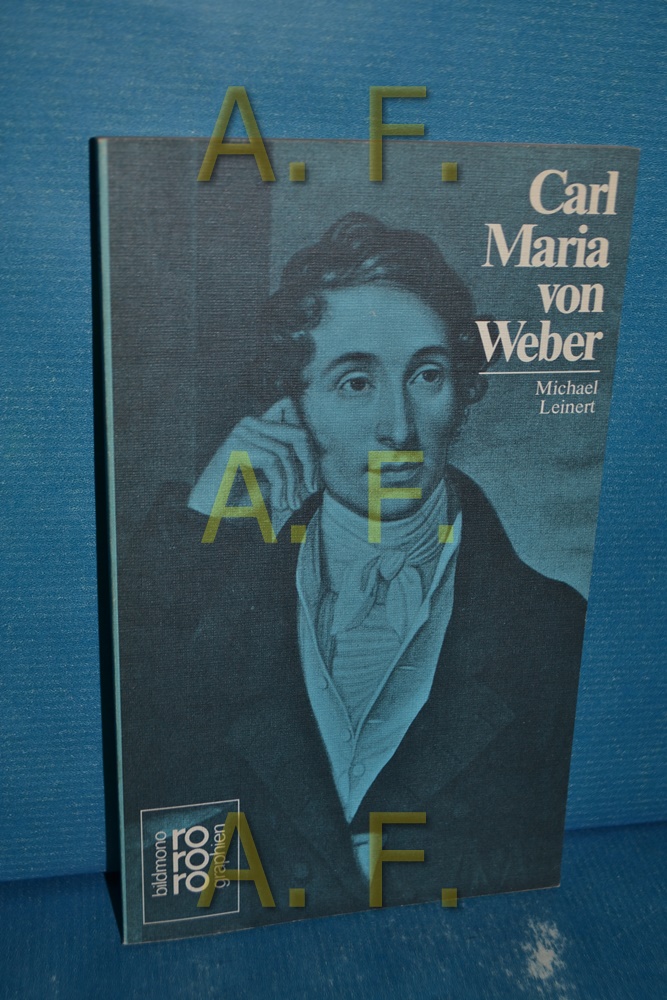 A. F.
Carl
Maria
von
Weber
Michael
Leinert
A. F.
bildmono
ro
ro
ro
graphien
A. F.